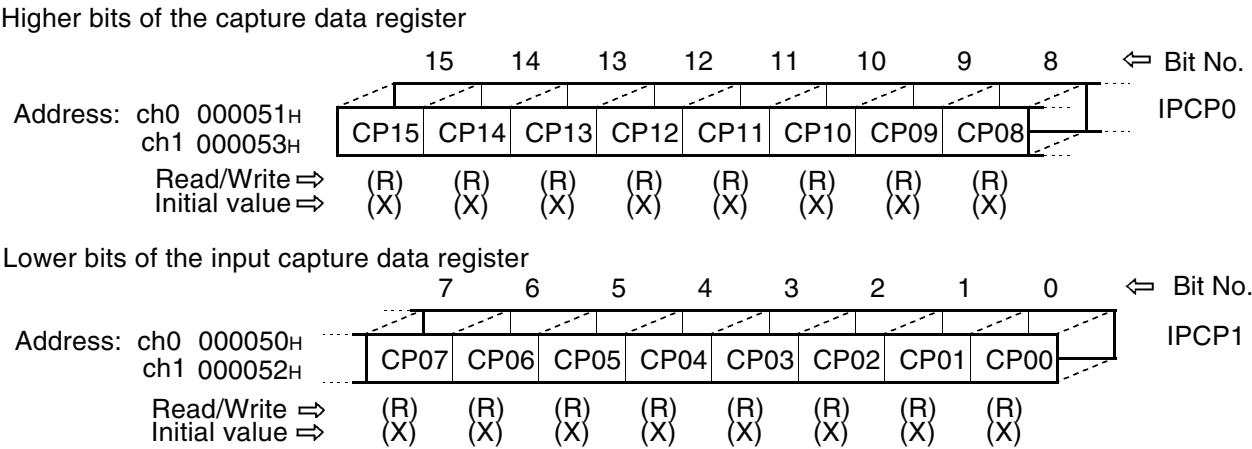 Higher bits of the capture data register
15 14 13 12 11 10 9 8 ⇦ Bit No.
IPCP0
Address: ch0 000051H
CP15 CP14 CP13 CP12 CP11 CP10 CP09 CP08
ch1 000053H
Read/Write ⇨ (R) (R) (R) (R) (R) (R) (R) (R)
Initial value ⇨ (X) (X) (X) (X) (X) (X) (X) (X)
Lower bits of the input capture data register
7 6 5 4 3 2 1 0 ⇦ Bit No.
IPCP1
Address: ch0 000050H
CP07 CP06 CP05 CP04 CP03 CP02 CP01 CP00
ch1 000052H
Read/Write ⇨ (R) (R) (R) (R) (R) (R) (R) (R)
Initial value ⇨ (X) (X) (X) (X) (X) (X) (X) (X)